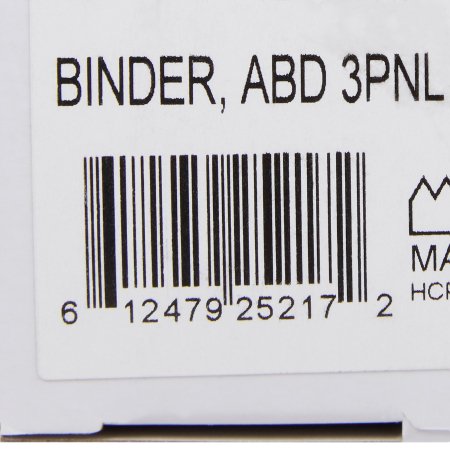 BINDER, ABD 3PNL
MA
HCP
6 12479 25217 2